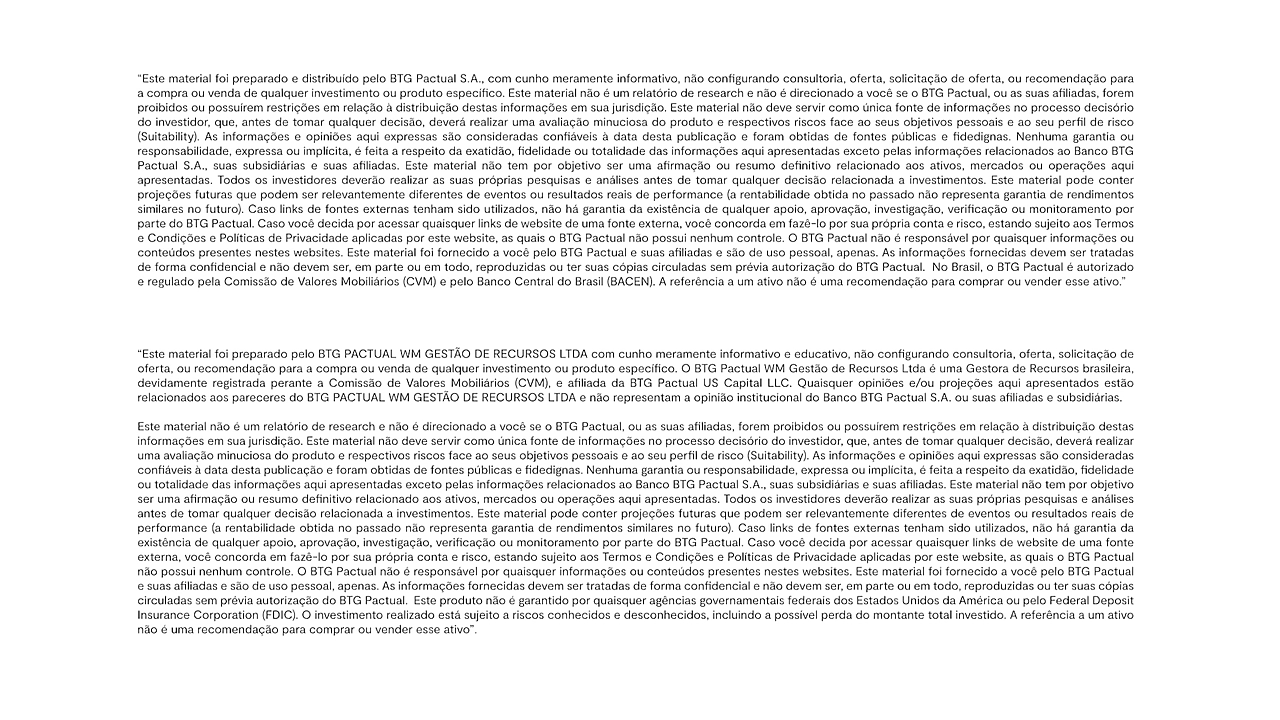 “Este material foi preparado e distribuído pelo BTG Pactual S.A., com cunho meramente informativo, não configurando consultoria, oferta, solicitação de oferta, ou recomendação para
a compra ou venda de qualquer investimento ou produto específico. Este material não é um relatório de research e não é direcionado a você se o BTG Pactual, ou as suas afiliadas, forem
proibidos ou possuírem restrições em relação à distribuição destas informações em sua jurisdição. Este material não deve servir como única fonte de informações no processo decisório
do investidor, que, antes de tomar qualquer decisão, deverá realizar uma avaliação minuciosa do produto e respectivos riscos face ao seus objetivos pessoais e ao seu perfil de risco
(Suitability). As informações e opiniões aqui expressas são consideradas confiáveis à data desta publicação e foram obtidas de fontes públicas e fidedignas. Nenhuma garantia ou
responsabilidade, expressa ou implícita, é feita a respeito da exatidão, fidelidade ou totalidade das informações aqui apresentadas exceto pelas informações relacionados ao Banco BTG
Pactual S.A., suas subsidiárias e suas afiliadas. Este material não tem por objetivo ser uma afirmação ou resumo definitivo relacionado aos ativos, mercados ou operações aqui
apresentadas. Todos os investidores deverão realizar as suas próprias pesquisas e análises antes de tomar qualquer decisão relacionada a investimentos. Este material pode conter
projeções futuras que podem ser relevantemente diferentes de eventos ou resultados reais de performance (a rentabilidade obtida no passado não representa garantia de rendimentos
similares no futuro). Caso links de fontes externas tenham sido utilizados, não há garantia da existência de qualquer apoio, aprovação, investigação, verificação ou monitoramento por
parte do BTG Pactual. Caso você decida por acessar quaisquer links de website de uma fonte externa, você concorda em fazê-lo por sua própria conta e risco, estando sujeito aos Termos
e Condições e Políticas de Privacidade aplicadas por este website, as quais o BTG Pactual não possui nenhum controle. O BTG Pactual não é responsável por quaisquer informações ou
conteúdos presentes nestes websites. Este material foi fornecido a você pelo BTG Pactual e suas afiliadas e são de uso pessoal, apenas. As informações fornecidas devem ser tratadas
de forma confidencial e não devem ser, em parte ou em todo, reproduzidas ou ter suas cópias circuladas sem prévia autorização do BTG Pactual.  No Brasil, o BTG Pactual é autorizado
e regulado pela Comissão de Valores Mobiliários (CVM) e pelo Banco Central do Brasil (BACEN). A referência a um ativo não é uma recomendação para comprar ou vender esse ativo.”
“Este material foi preparado pelo BTG PACTUAL WM GESTÃO DE RECURSOS LTDA com cunho meramente informativo e educativo, não configurando consultoria, oferta, solicitação de
oferta, ou recomendação para a compra ou venda de qualquer investimento ou produto específico. O BTG Pactual WM Gestão de Recursos Ltda é uma Gestora de Recursos brasileira,
devidamente registrada perante a Comissão de Valores Mobiliários (CVM), e afiliada da BTG Pactual US Capital LLC. Quaisquer opiniões e/ou projeções aqui apresentados estão
relacionados aos pareceres do BTG PACTUAL WM GESTÃO DE RECURSOS LTDA e não representam a opinião institucional do Banco BTG Pactual S.A. ou suas afiliadas e subsidiárias.
Este material não é um relatório de research e não é direcionado a você se o BTG Pactual, ou as suas afiliadas, forem proibidos ou possuírem restrições em relação à distribuição destas
informações em sua jurisdição. Este material não deve servir como única fonte de informações no processo decisório do investidor, que, antes de tomar qualquer decisão, deverá realizar
uma avaliação minuciosa do produto e respectivos riscos face ao seus objetivos pessoais e ao seu perfil de risco (Suitability). As informações e opiniões aqui expressas são consideradas
confiáveis à data desta publicação e foram obtidas de fontes públicas e fidedignas. Nenhuma garantia ou responsabilidade, expressa ou implícita, é feita a respeito da exatidão, fidelidade
ou totalidade das informações aqui apresentadas exceto pelas informações relacionados ao Banco BTG Pactual S.A., suas subsidiárias e suas afiliadas. Este material não tem por objetivo
ser uma afirmação ou resumo definitivo relacionado aos ativos, mercados ou operações aqui apresentadas. Todos os investidores deverão realizar as suas próprias pesquisas e análises
antes de tomar qualquer decisão relacionada a investimentos. Este material pode conter projeções futuras que podem ser relevantemente diferentes de eventos ou resultados reais de
performance (a rentabilidade obtida no passado não representa garantia de rendimentos similares no futuro). Caso links de fontes externas tenham sido utilizados, não há garantia da
existência de qualquer apoio, aprovação, investigação, verificação ou monitoramento por parte do BTG Pactual. Caso você decida por acessar quaisquer links de website de uma fonte
externa, você concorda em fazê-lo por sua própria conta e risco, estando sujeito aos Termos e Condições e Políticas de Privacidade aplicadas por este website, as quais o BTG Pactual
não possui nenhum controle. O BTG Pactual não é responsável por quaisquer informações ou conteúdos presentes nestes websites. Este material foi fornecido a você pelo BTG Pactual
e suas afiliadas e são de uso pessoal, apenas. As informações fornecidas devem ser tratadas de forma confidencial e não devem ser, em parte ou em todo, reproduzidas ou ter suas cópias
circuladas sem prévia autorização do BTG Pactual.  Este produto não é garantido por quaisquer agências governamentais federais dos Estados Unidos da América ou pelo Federal Deposit
Insurance Corporation (FDIC). O investimento realizado está sujeito a riscos conhecidos e desconhecidos, incluindo a possível perda do montante total investido. A referência a um ativo
não é uma recomendação para comprar ou vender esse ativo”.